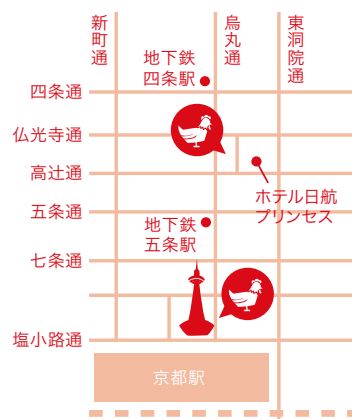 新町通
烏丸通
東洞院通
地下鉄
四条駅
四条通
仏光寺通
高辻通
ホテル日航
プリンセス
五条通
地下鉄
五条駅
七条通
塩小路通
京都駅